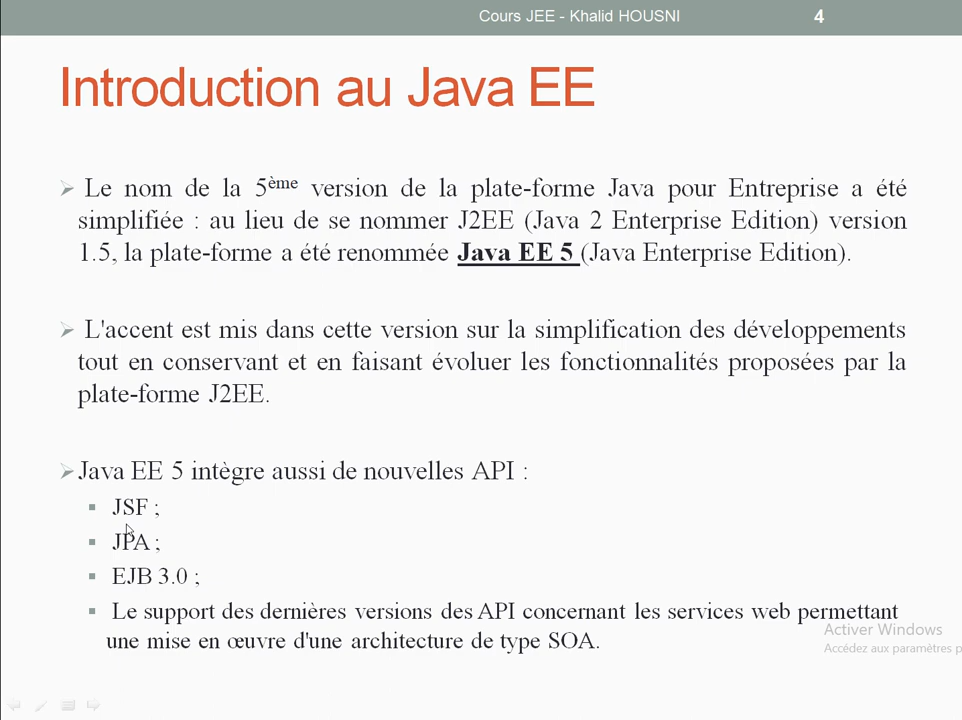 Cours JEE - Khalid HOUSNI 4
Introduction au Java EE
Le nom de la 5ème version de la plate-forme Java pour Entreprise a été
simplifiée : au lieu de se nommer J2EE (Java 2 Enterprise Edition) version
1.5, la plate-forme a été renommée Java EE 5 (Java Enterprise Edition).
L'accent est mis dans cette version sur la simplification des développements
tout en conservant et en faisant évoluer les fonctionnalités proposées par la
plate-forme J2EE.
Java EE 5 intègre aussi de nouvelles API :
JSF ;
JPA ;
EJB 3.0 ;
Le support des dernières versions des API concernant les services web permettant
une mise en œuvre d'une architecture de type SOA.
Activer Windows
Accédez aux paramètres p